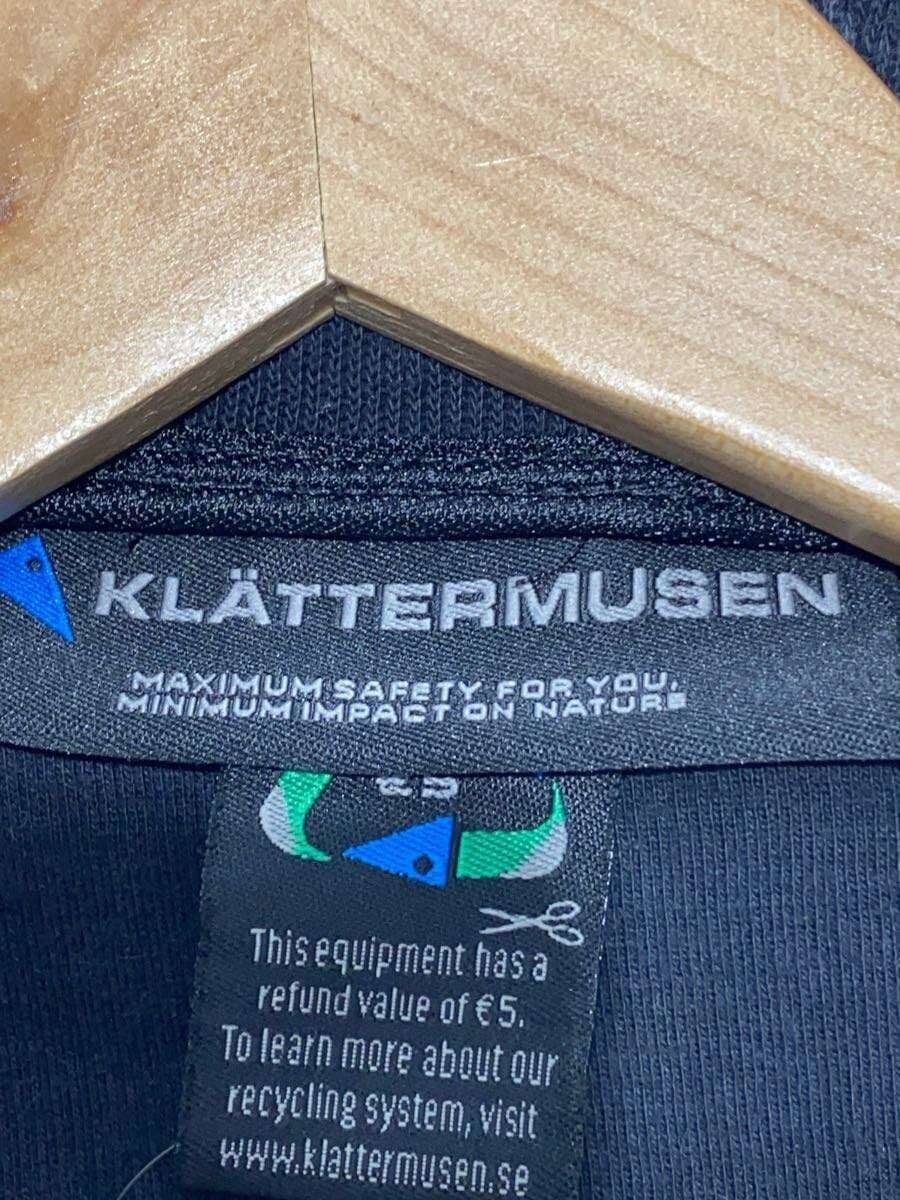 KLÄTTERMUSEN
MAXIMUM SAFETY FOR YOU.
MINIMUM IMPACT ON NATURE
€5
This equipment has a
refund value of €5.
To learn more about our
recycling system, visit
www.klattermusen.se